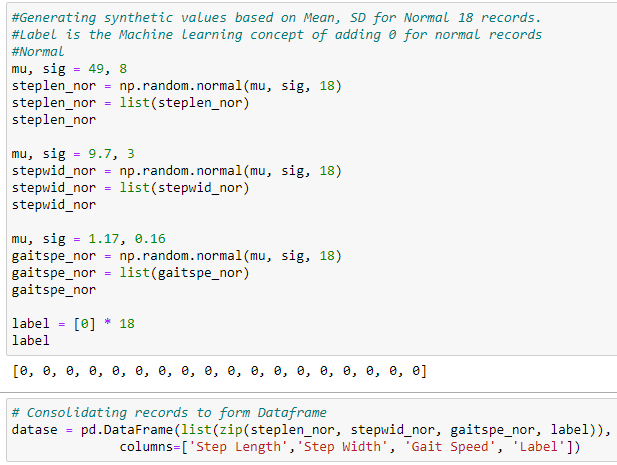 #Generating synthetic values based on Mean, SD for Normal 18 records.
#Label is the Machine learning concept of adding 0 for normal records
#Normal
mu, sig = 49, 8
steplen_nor = np.random.normal(mu, sig, 18)
steplen_nor = list(steplen_nor)
steplen_nor
mu, sig = 9.7, 3
stepwid_nor = np.random.normal(mu, sig, 18)
stepwid_nor = list(stepwid_nor)
stepwid_nor
mu, sig = 1.17, 0.16
gaitspe_nor = np.random.normal(mu, sig, 18)
gaitspe_nor = list(gaitspe_nor)
gaitspe_nor
label = [0] * 18
label
[0, 0, 0, 0, 0, 0, 0, 0, 0, 0, 0, 0, 0, 0, 0, 0, 0, 0]
# Consolidating records to form Dataframe
datase = pd.DataFrame(list(zip(steplen_nor, stepwid_nor, gaitspe_nor, label)),
columns=['Step Length','Step Width', 'Gait Speed', 'Label'])